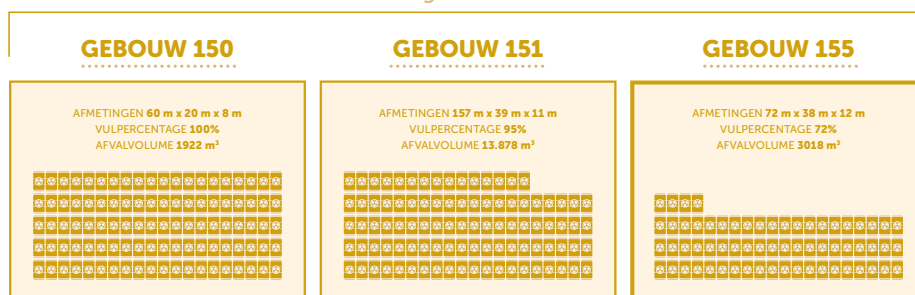 GEBOUW 150
AFMETINGEN 60 m x 20 m x 8 m
VULPERCENTAGE 100%
AFVALVOLUME 1922 m³
GEBOUW 151
AFMETINGEN 157 m x 39 m x 11 m
VULPERCENTAGE 95%
AFVALVOLUME 13.878 m³
GEBOUW 155
AFMETINGEN 72 m x 38 m x 12 m
VULPERCENTAGE 72%
AFVALVOLUME 3018 m³